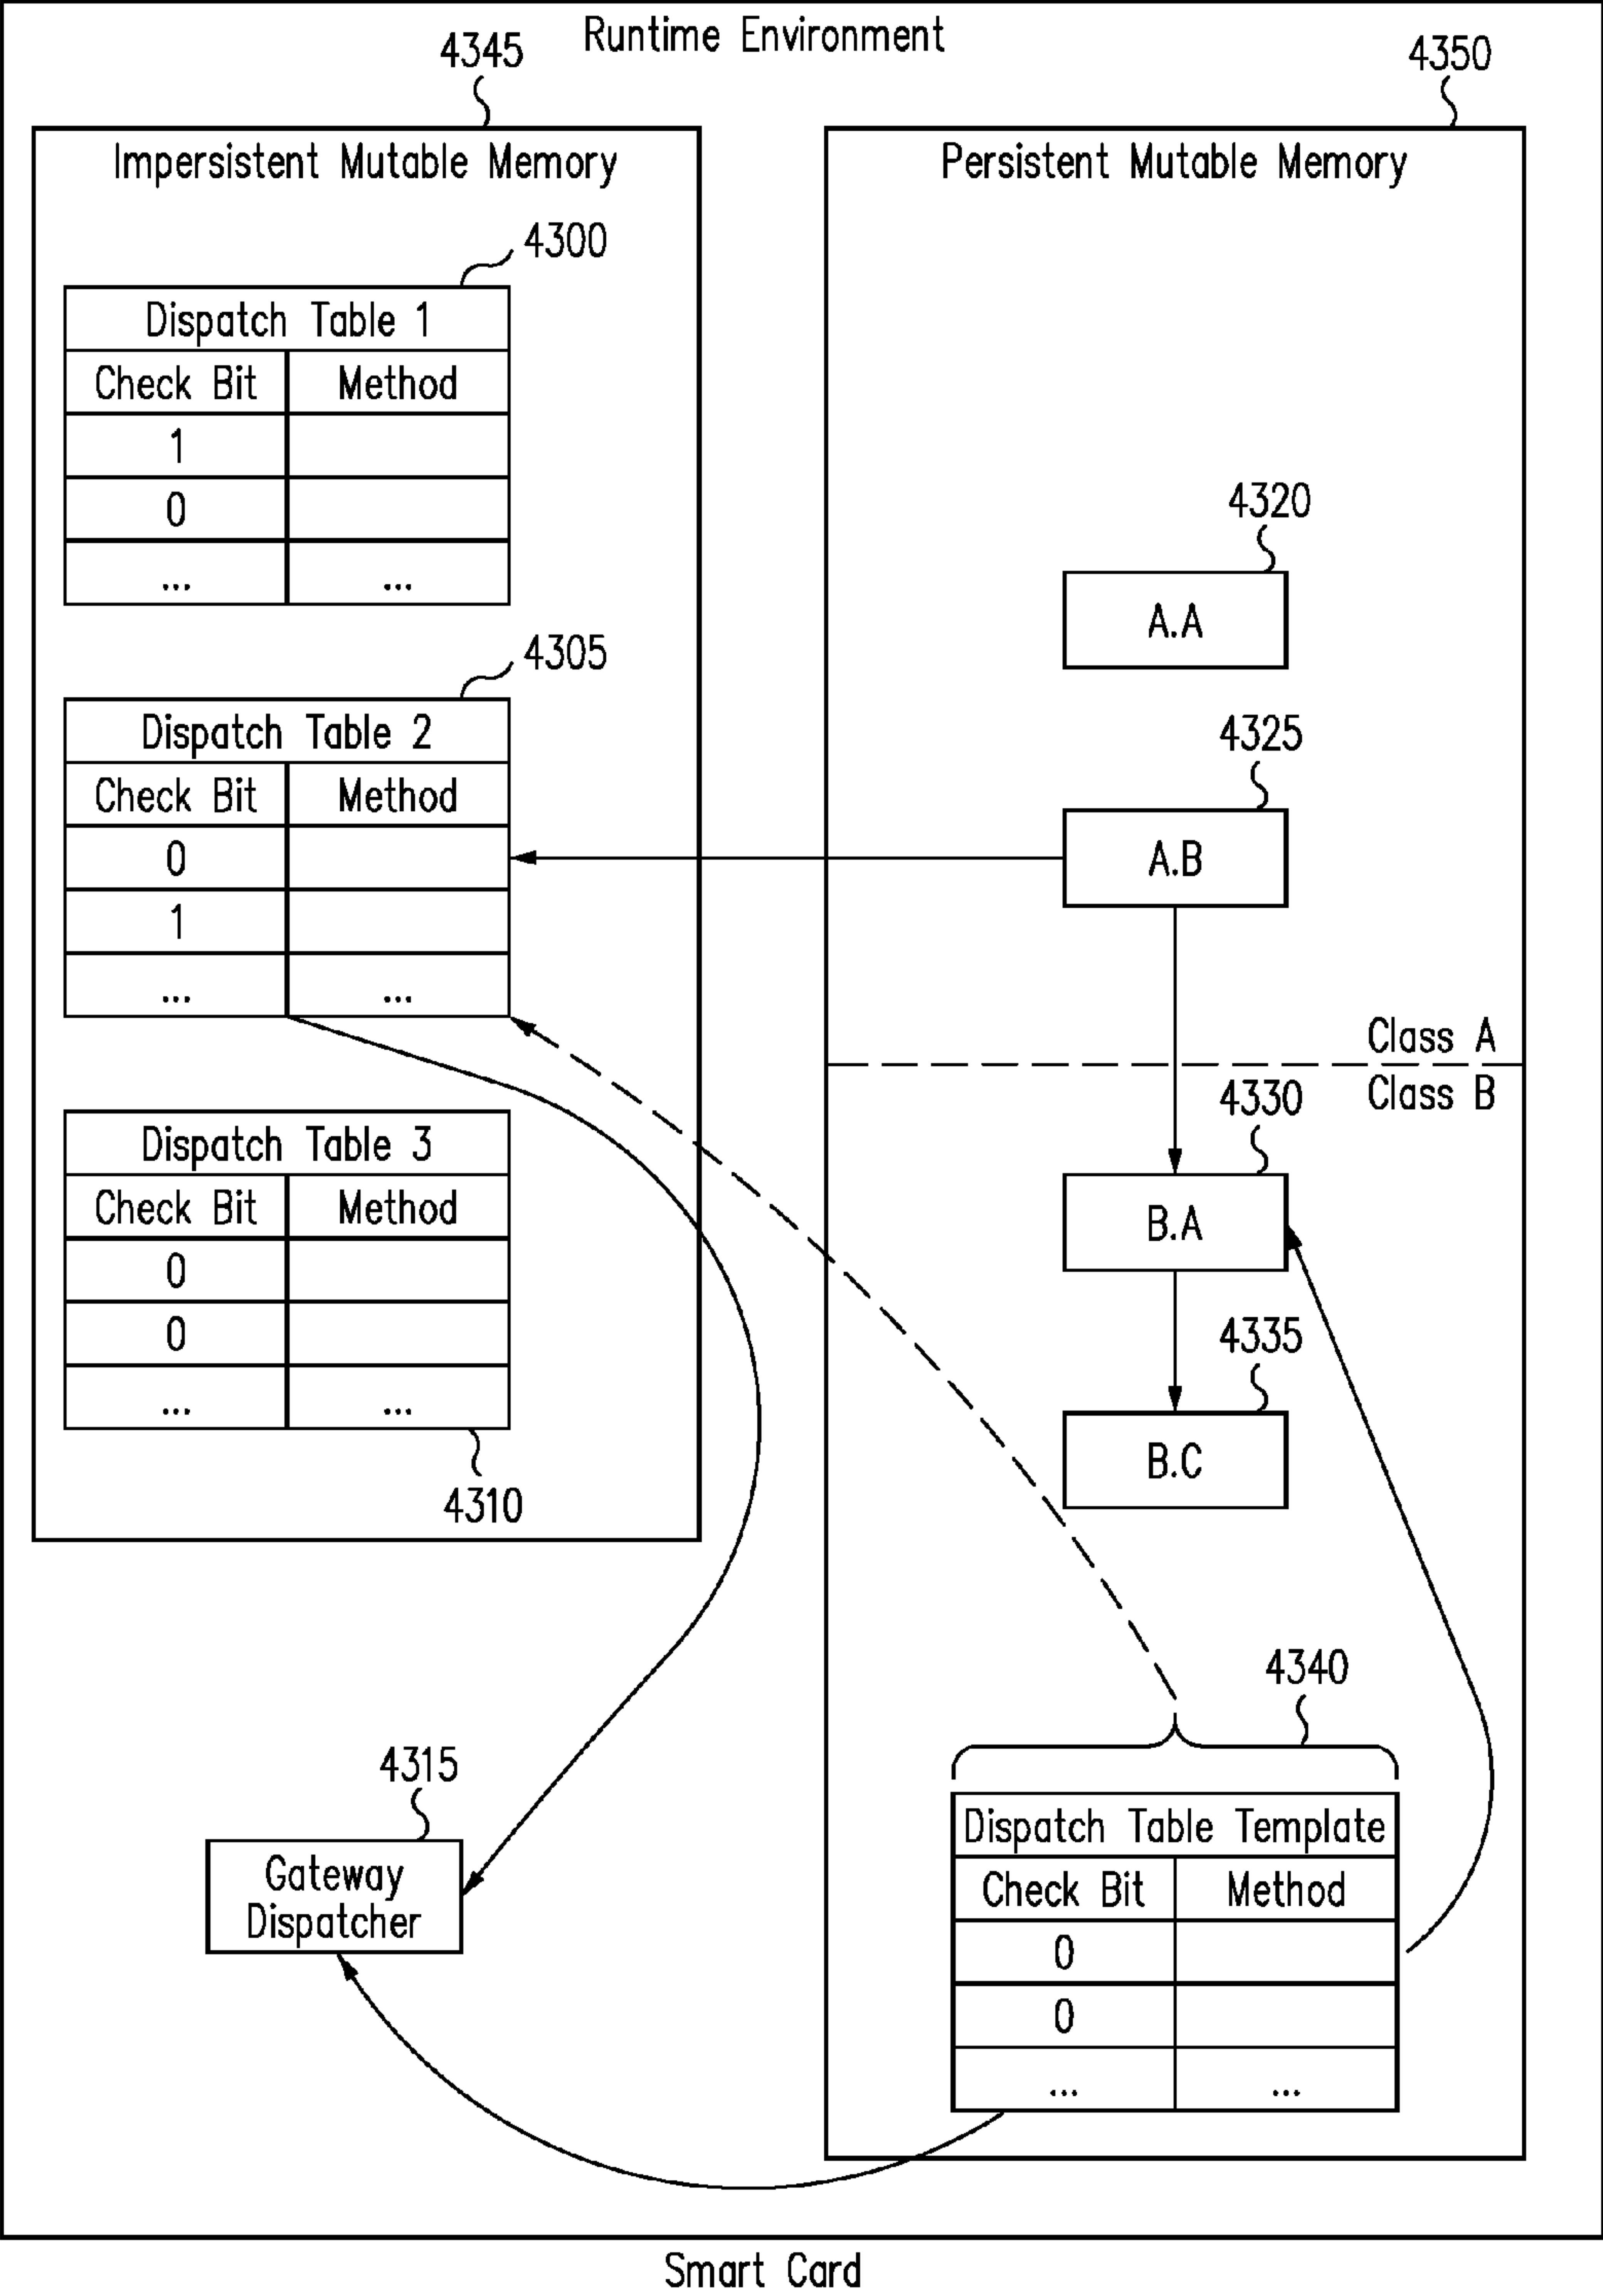 Runtime Environment
4345
4350
Impersistent Mutable Memory
4300
Dispatch Table 1
Check Bit Method
1
0
... ...
4305
Dispatch Table 2
Check Bit Method
0
1
... ...
Dispatch Table 3
Check Bit Method
0
0
... ...
4310
Persistent Mutable Memory
4320
A.A
4325
A.B
Class A
Class B
4330
B.A
4335
B.C
4340
Dispatch Table Template
Check Bit Method
0
0
... ...
4315
Gateway
Dispatcher
Smart Card